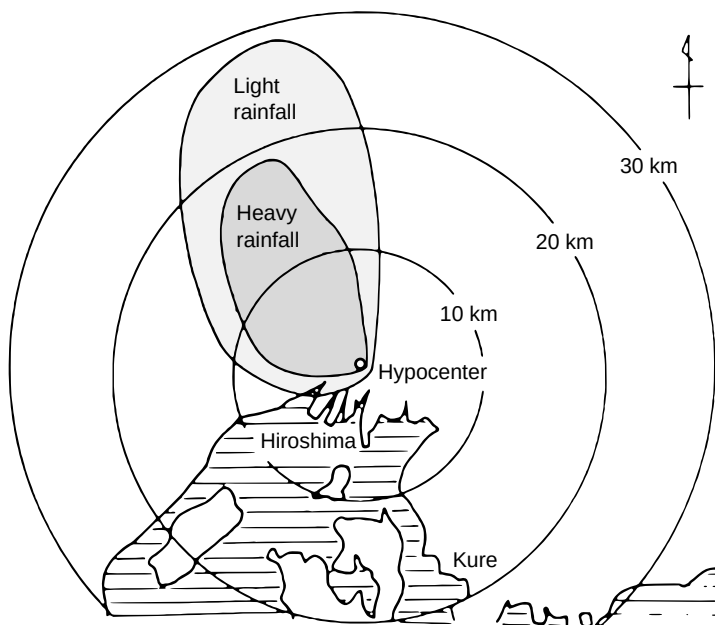 Light
rainfall
30 km
Heavy
rainfall
20 km
10 km
Hypocenter
Hiroshima
Kure